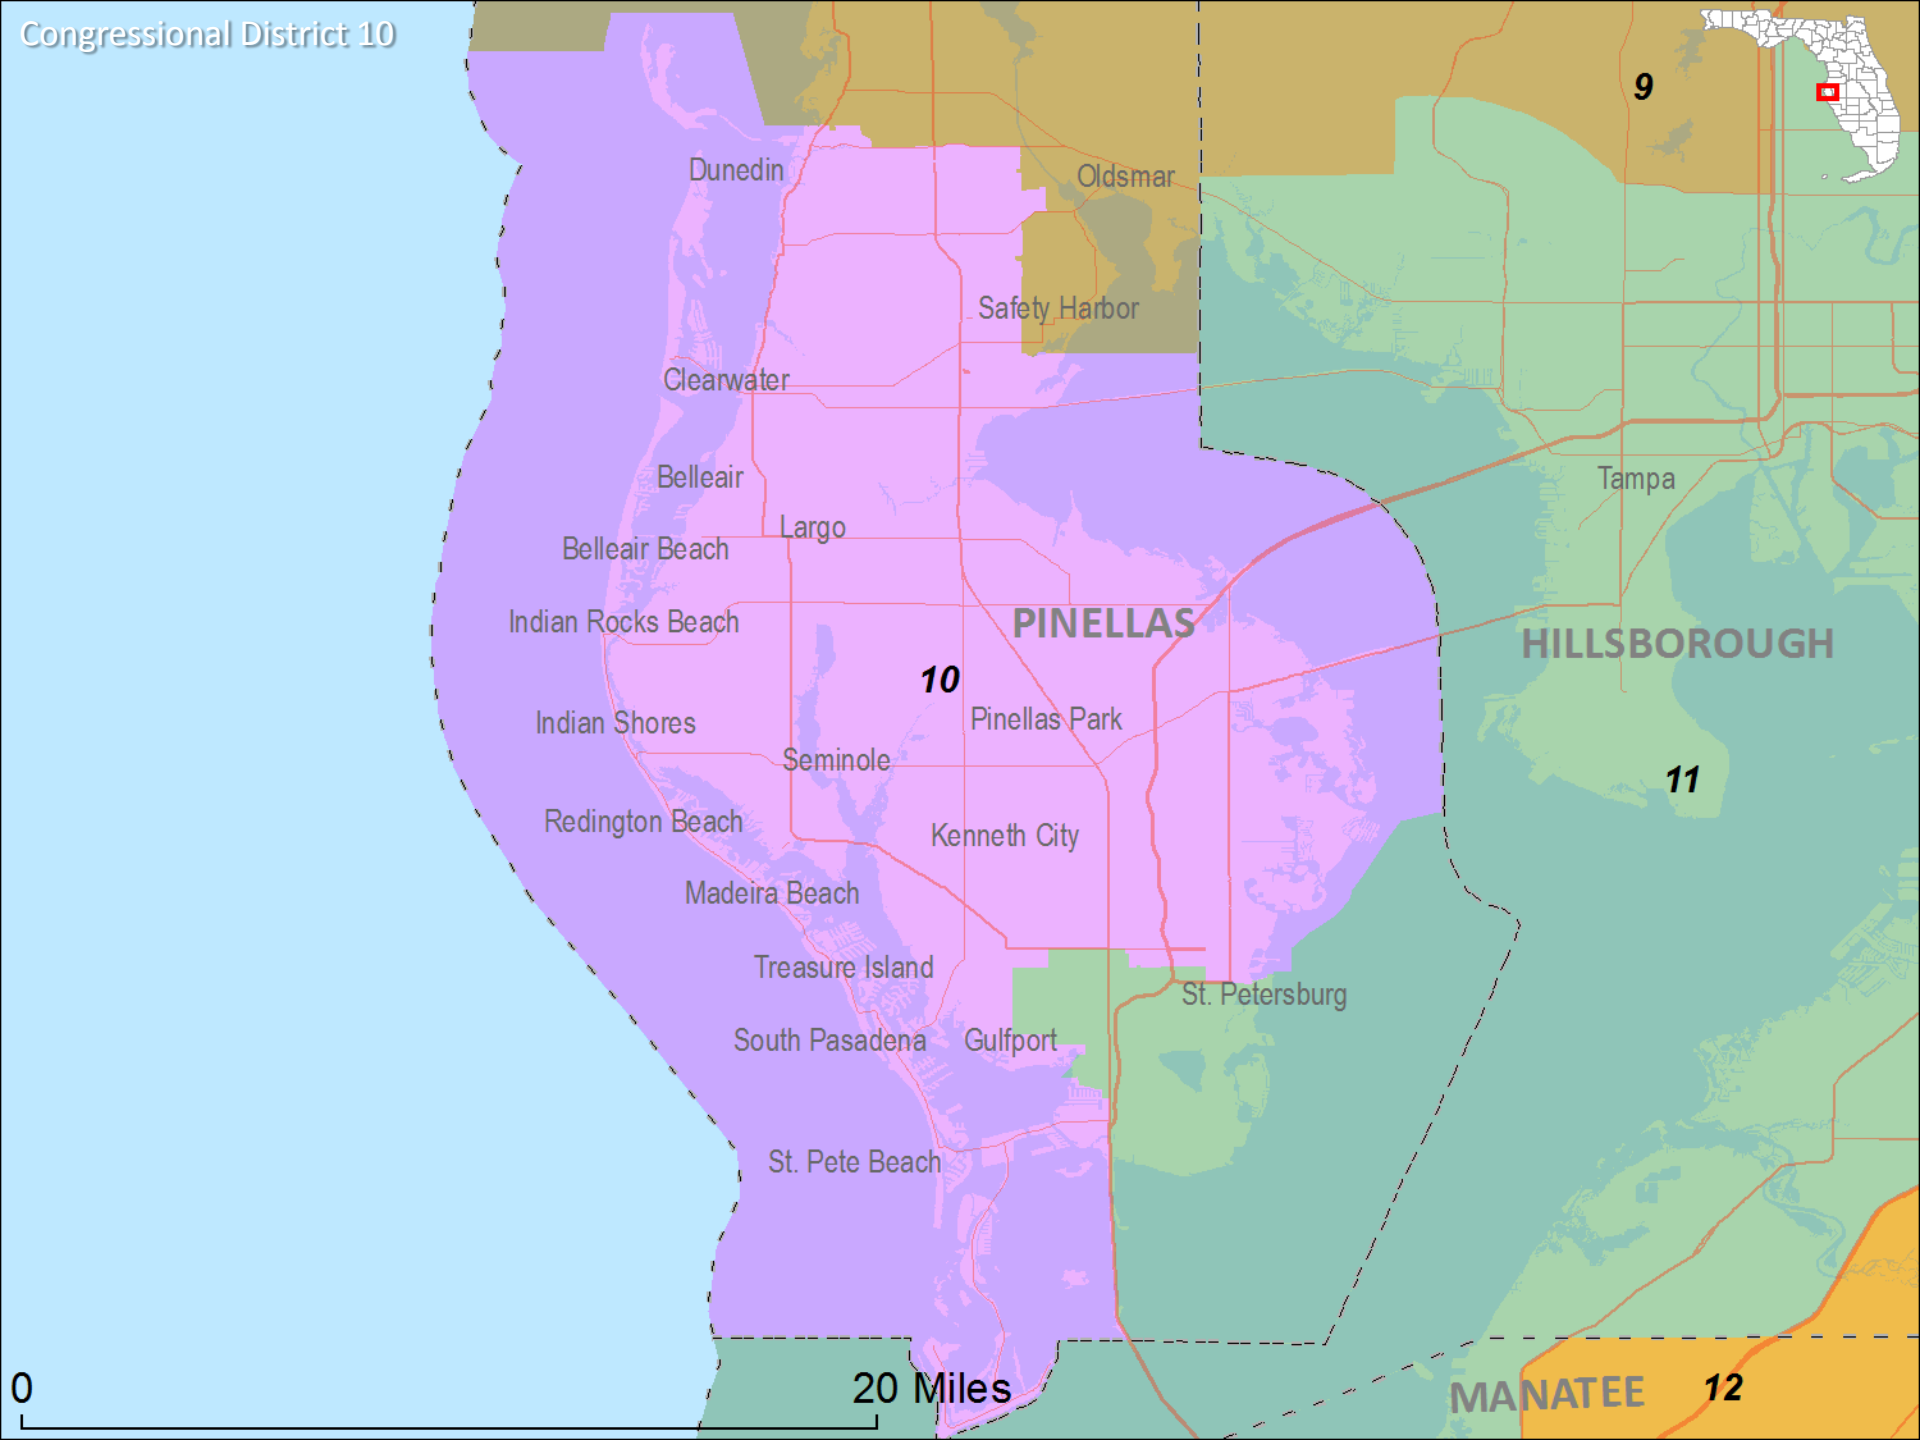 Congressional District 10
9
Dunedin
Oldsmar
Safety Harbor
Clearwater
Belleair
Tampa
Largo
Belleair Beach
Indian Rocks Beach
PINELLAS
HILLSBOROUGH
10
Indian Shores
Pinellas Park
Seminole
11
Redington Beach
Kenneth City
Madeira Beach
Treasure Island
St. Petersburg
South Pasadena
Gulfport
St. Pete Beach
0
20 Miles
MANATEE
12